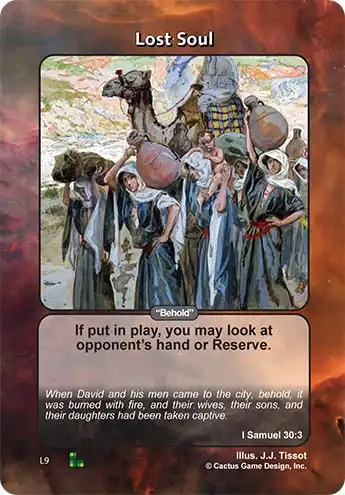 Lost Soul
"Behold"
If put in play, you may look at
opponent's hand or Reserve.
When David and his men came to the city, behold, it
was burned with fire, and their wives, their sons, and
their daughters had been taken captive.
I Samuel 30:3
L9
Illus. J.J. Tissot
© Cactus Game Design, Inc.